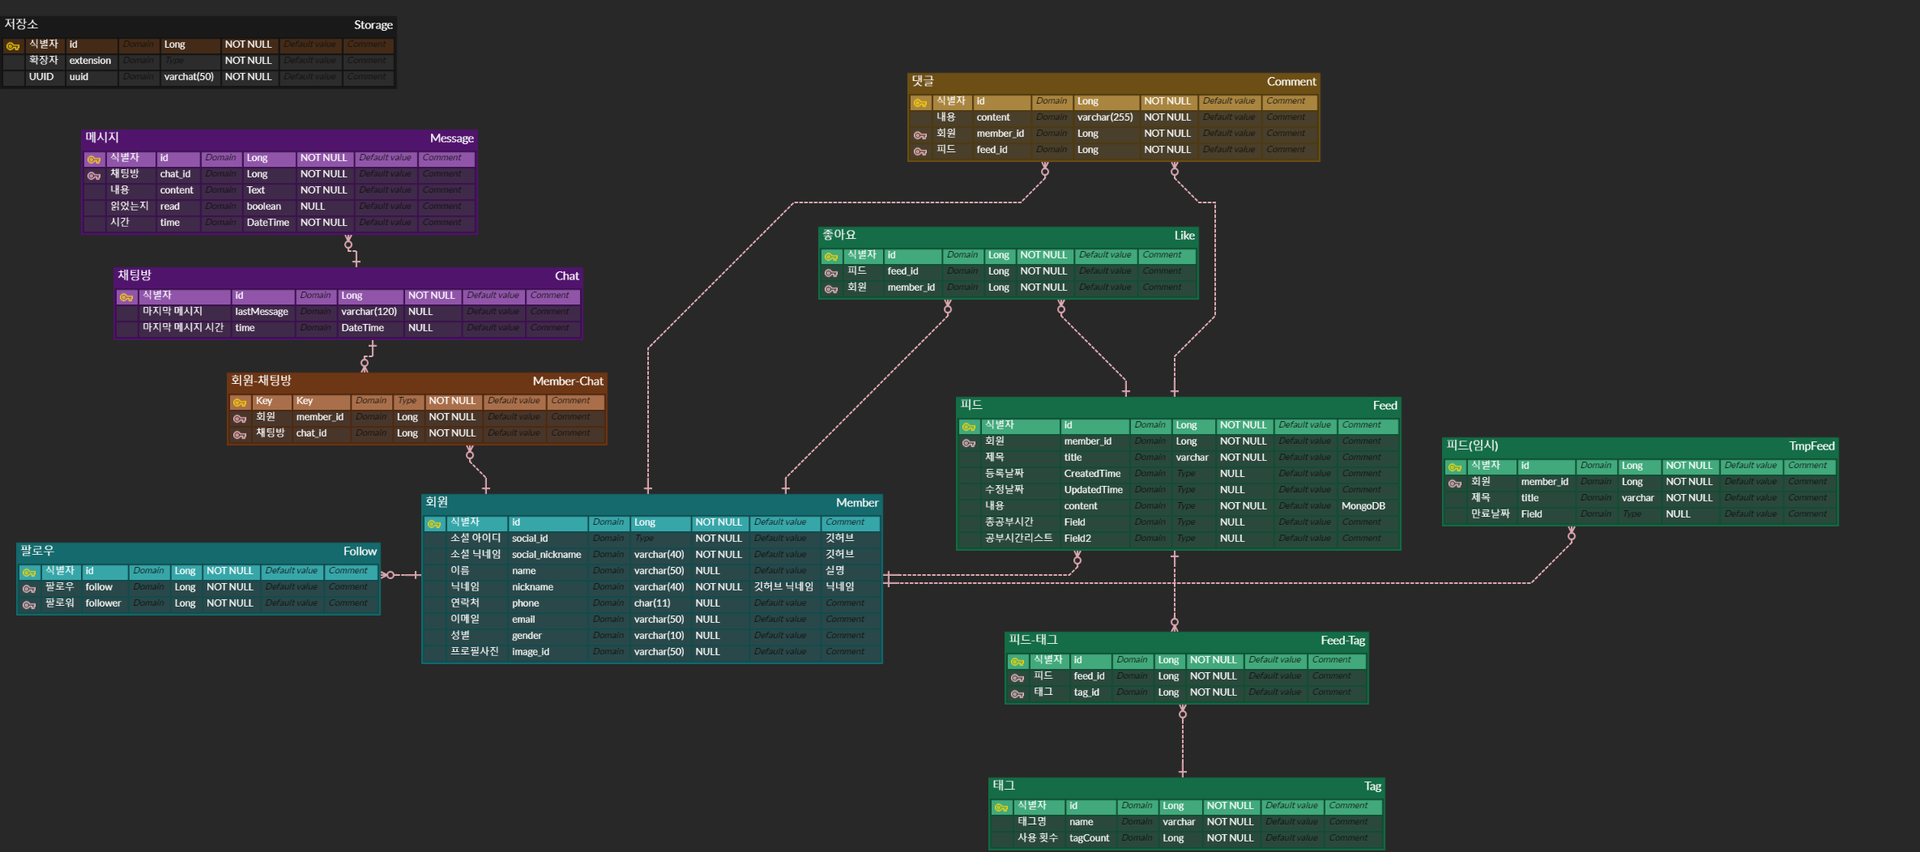 저장소 Storage
식별자 id Domain Long NOT NULL Default value Comment
확장자 extension Domain Type NOT NULL Default value Comment
UUID uuid Domain varchat(50) NOT NULL Default value Comment
메시지 Message
식별자 id Domain Long NOT NULL Default value Comment
채팅방 chat_id Domain Long NOT NULL Default value Comment
내용 content Domain Text NOT NULL Default value Comment
읽었는지 read Domain boolean NULL Default value Comment
시간 time Domain DateTime NOT NULL Default value Comment
채팅방 Chat
식별자 id Domain Long NOT NULL Default value Comment
마지막 메시지 lastMessage Domain varchar(120) NULL Default value Comment
마지막 메시지 시간 time Domain DateTime NULL Default value Comment
회원-채팅방 Member-Chat
Key Key Domain Type NOT NULL Default value Comment
회원 member_id Domain Long NOT NULL Default value Comment
채팅방 chat_id Domain Long NOT NULL Default value Comment
댓글 Comment
식별자 id Domain Long NOT NULL Default value Comment
내용 content Domain varchar(255) NOT NULL Default value Comment
회원 member_id Domain Long NOT NULL Default value Comment
피드 feed_id Domain Long NOT NULL Default value Comment
좋아요 Like
식별자 id Domain Long NOT NULL Default value Comment
피드 feed_id Domain Long NOT NULL Default value Comment
회원 member_id Domain Long NOT NULL Default value Comment
피드 Feed
식별자 id Domain Long NOT NULL Default value Comment
회원 member_id Domain Long NOT NULL Default value Comment
제목 title Domain varchar NOT NULL Default value Comment
등록날짜 CreatedTime Domain Type NULL Default value Comment
수정날짜 UpdatedTime Domain Type NULL Default value Comment
내용 content Domain Type NOT NULL Default value MongoDB
총공부시간 Field Domain Type NULL Default value Comment
공부시간리스트 Field2 Domain Type NULL Default value Comment
피드(임시) TmpFeed
식별자 id Domain Long NOT NULL Default value Comment
회원 member_id Domain Long NOT NULL Default value Comment
제목 title Domain varchar NOT NULL Default value Comment
만료날짜 Field Domain Type NULL Default value Comment
회원 Member
식별자 id Domain Long NOT NULL Default value Comment
소셜 아이디 social_id Domain Type NOT NULL Default value 깃허브
소셜 닉네임 social_nickname Domain varchar(40) NOT NULL Default value 깃허브
이름 name Domain varchar(50) NULL Default value 실명
닉네임 nickname Domain varchar(40) NOT NULL 깃허브 닉네임 닉네임
연락처 phone Domain char(11) NULL Default value Comment
이메일 email Domain varchar(50) NULL Default value Comment
성별 gender Domain varchar(10) NULL Default value Comment
프로필사진 image_id Domain varchar(50) NULL Default value Comment
팔로우 Follow
식별자 id Domain Long NOT NULL Default value Comment
팔로우 follow Domain Long NOT NULL Default value Comment
팔로워 follower Domain Long NOT NULL Default value Comment
피드-태그 Feed-Tag
식별자 id Domain Long NOT NULL Default value Comment
피드 feed_id Domain Long NOT NULL Default value Comment
태그 tag_id Domain Long NOT NULL Default value Comment
태그 Tag
식별자 id Domain Long NOT NULL Default value Comment
태그명 name Domain varchar NOT NULL Default value Comment
사용 횟수 tagCount Domain Long NOT NULL Default value Comment